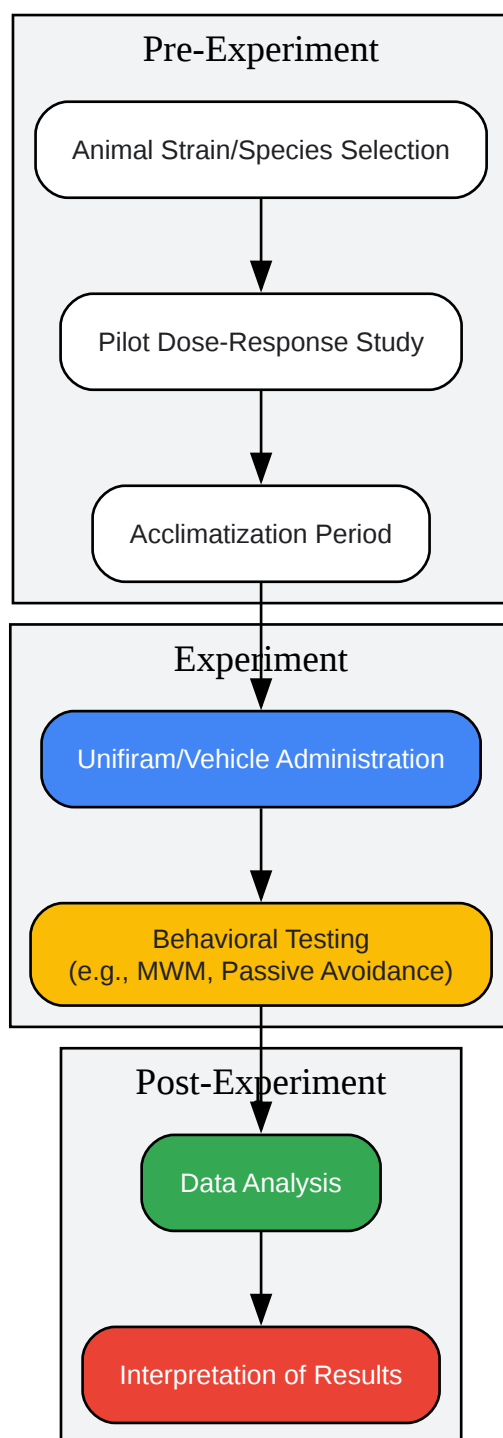 Pre-Experiment
Animal Strain/Species Selection
Pilot Dose-Response Study
Acclimatization Period
Experiment
Unifiram/Vehicle Administration
Behavioral Testing
(e.g., MWM, Passive Avoidance)
Post-Experiment
Data Analysis
Interpretation of Results